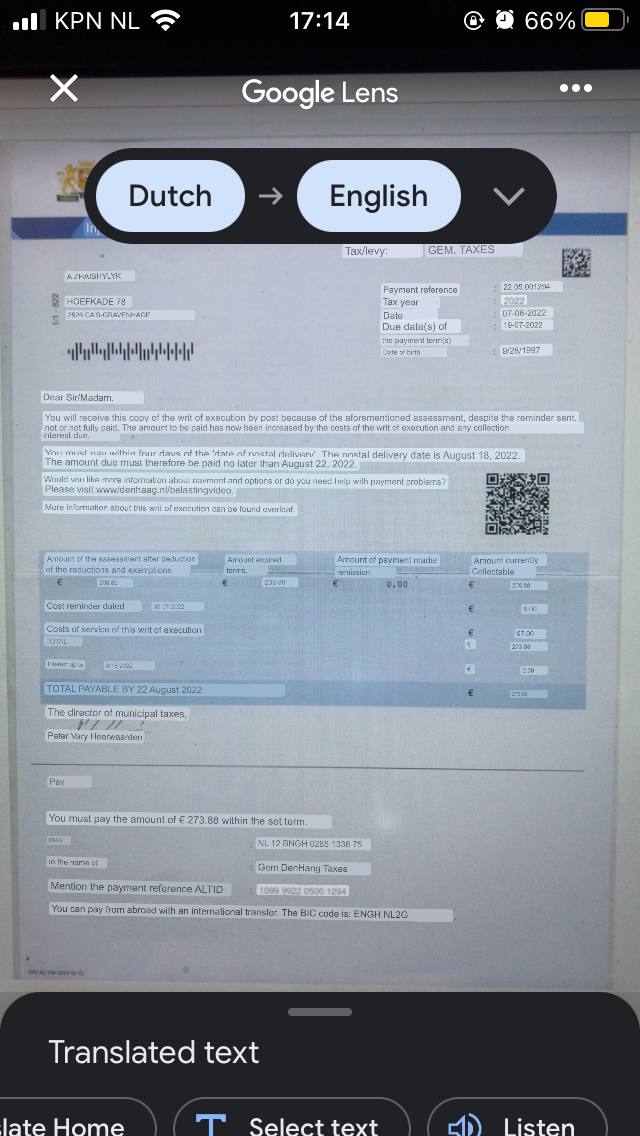 KPN NL
17:14
66%
Google Lens
Dutch
English
Tax/levy:
GEM. TAXES
A ZHAISHYLYK
HOEFKADE 78
2526 CA'S-GRAVENHAGE
1/1
Payment reference : 22.05.001294
Tax year : 2022
Date : 07-06-2022
Due date(s) of : 19-07-2022
the payment term(s)
Date of birth : 9/28/1997
Dear Sir/Madam.
You will receive this copy of the writ of execution by post because of the aforementioned assessment, despite the reminder sent.
not or not fully paid. The amount to be paid has now been increased by the costs of the writ of execution and any collection
interest due.
You must pay within four days of the 'date of postal delivery'. The postal delivery date is August 18, 2022.
The amount due must therefore be paid no later than August 22, 2022.
Would you like more information about payment and options or do you need help with payment problems?
Please visit www/denhaag.nl/belastingvideo.
More information about this writ of execution can be found overleaf.
Amount of the assessment after deduction
of the reductions and exemptions
Amount expired
terms.
Amount of payment made/
remission
Amount currently
Collectable
€ € € 0,00 €
Cost reminder dated 30-07-2022 €
Costs of service of this writ of execution € 57.00
TOTAL € 273.88
Interest up to 8/18/2022 € 0.00
TOTAL PAYABLE BY 22 August 2022 €
The director of municipal taxes,
Peter Vary Heerwaarden
Pay
You must pay the amount of € 273.88 within the set term.
IBAN : NL 12 BNGH 0285 1336 75
in the name of : Gem DenHang Taxes
Mention the payment reference ALTID : 1099 9922 0500 1294
You can pay from abroad with an international transfer. The BIC code is: ENGH NL2G
Translated text
late Home
Select text
Listen